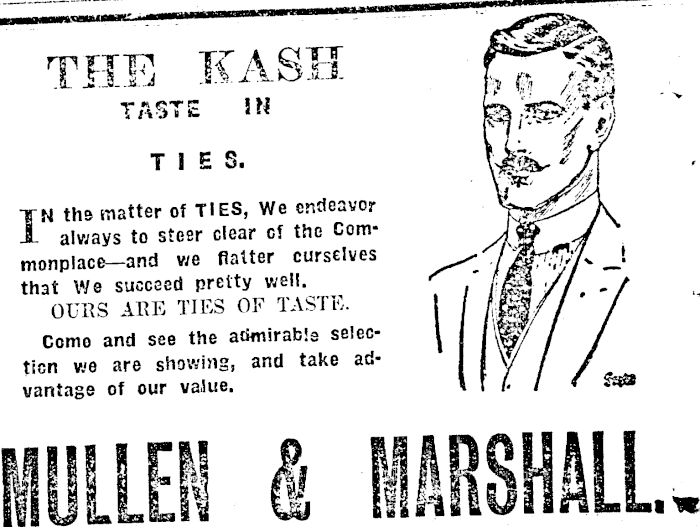 THE KASH
TASTE IN
TIES.
IN the matter of TIES, We endeavor
always to steer clear of the Com-
monplace—and we flatter curselves
that We succeed pretty well.
OURS ARE TIES OF TASTE.
Como and see the admirable selec-
tion we are showing, and take ad-
vantage of our value.
MULLEN & MARSHALL.